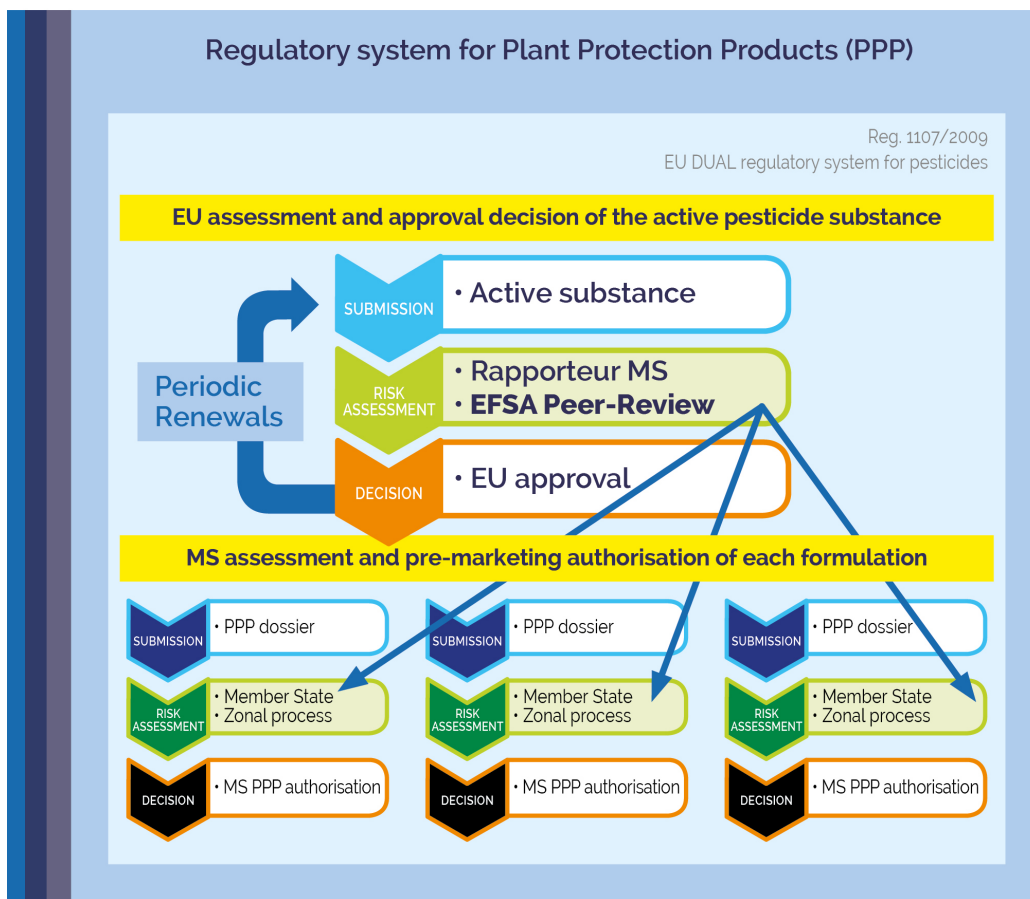 Regulatory system for Plant Protection Products (PPP)
Reg. 1107/2009
EU DUAL regulatory system for pesticides
EU assessment and approval decision of the active pesticide substance
SUBMISSION
• Active substance
Periodic
Renewals
RISK
ASSESSMENT
• Rapporteur MS
• EFSA Peer-Review
DECISION
• EU approval
MS assessment and pre-marketing authorisation of each formulation
SUBMISSION
• PPP dossier
RISK
ASSESSMENT
• Member State
• Zonal process
DECISION
• MS PPP authorisation
SUBMISSION
• PPP dossier
RISK
ASSESSMENT
• Member State
• Zonal process
DECISION
• MS PPP authorisation
SUBMISSION
• PPP dossier
RISK
ASSESSMENT
• Member State
• Zonal process
DECISION
• MS PPP authorisation